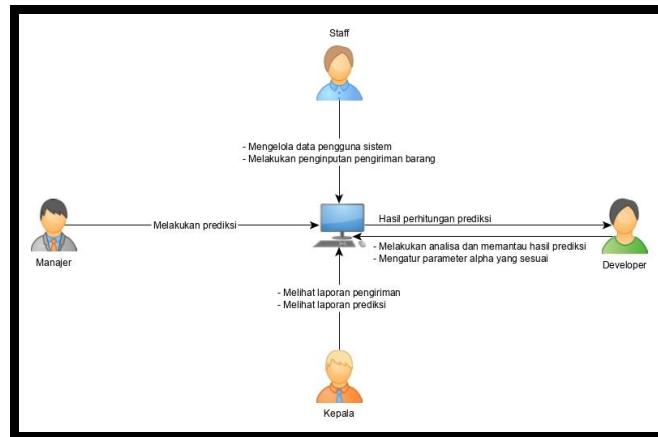 Staff
- Mengelola data pengguna sistem
- Melakukan penginputan pengiriman barang
Melakukan prediksi
Manajer
Hasil perhitungan prediksi
- Melakukan analisa dan memantau hasil prediksi
- Mengatur parameter alpha yang sesuai
Developer
- Melihat laporan pengiriman
- Melihat laporan prediksi
Kepala